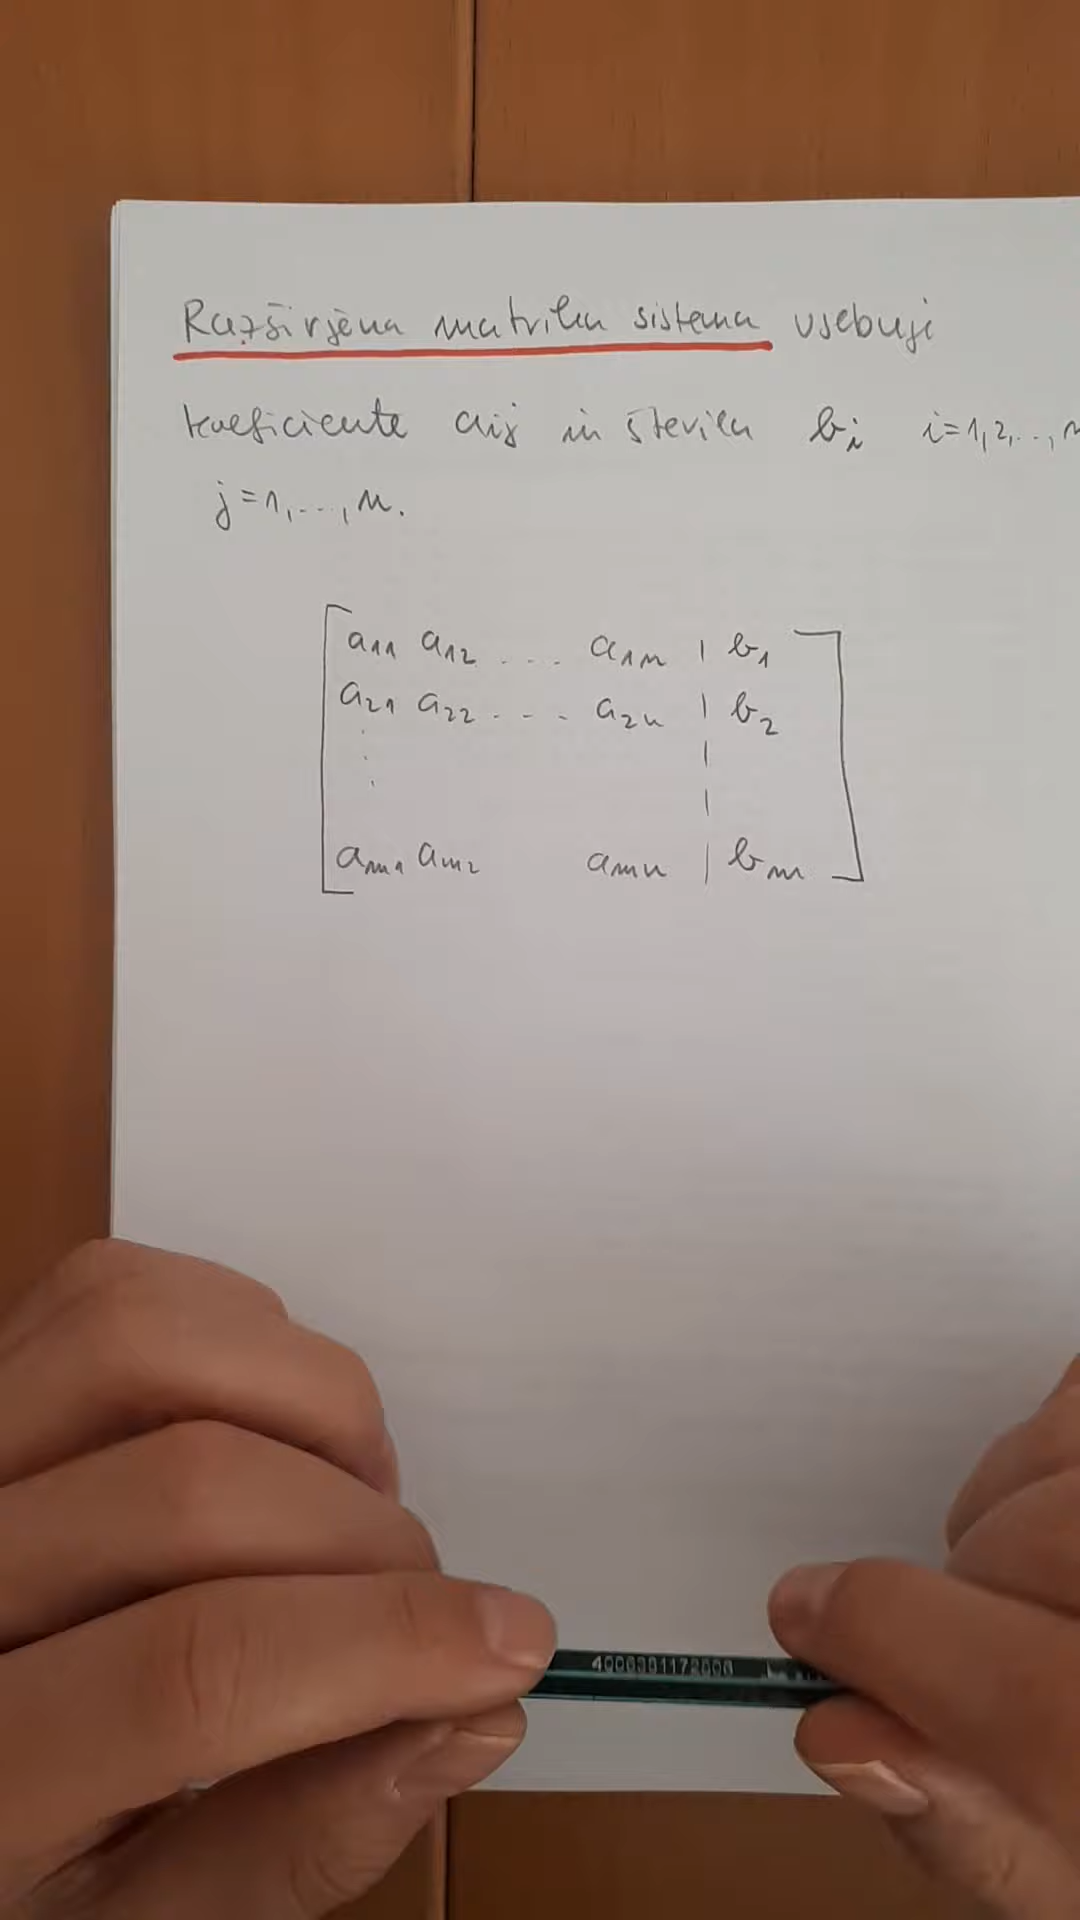 Razširjena matrika sistema vsebuje
koeficiente aij in števila bi i=1,2,...,m
j=1,...,n.
a11 a12 .... a1n | b1
a21 a22 - - - a2n | b2
⋮ |
|
am1 am2 amn | bm